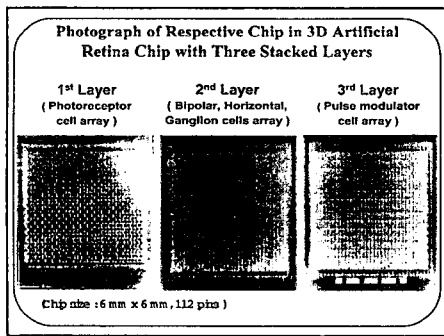 Photograph of Respective Chip in 3D Artificial
Retina Chip with Three Stacked Layers
1st Layer
( Photoreceptor
cell array )
2nd Layer
( Bipolar, Horizontal,
Ganglion cells array )
3rd Layer
( Pulse modulator
cell array )
Chip size : 6 mm x 6 mm, 112 pins )